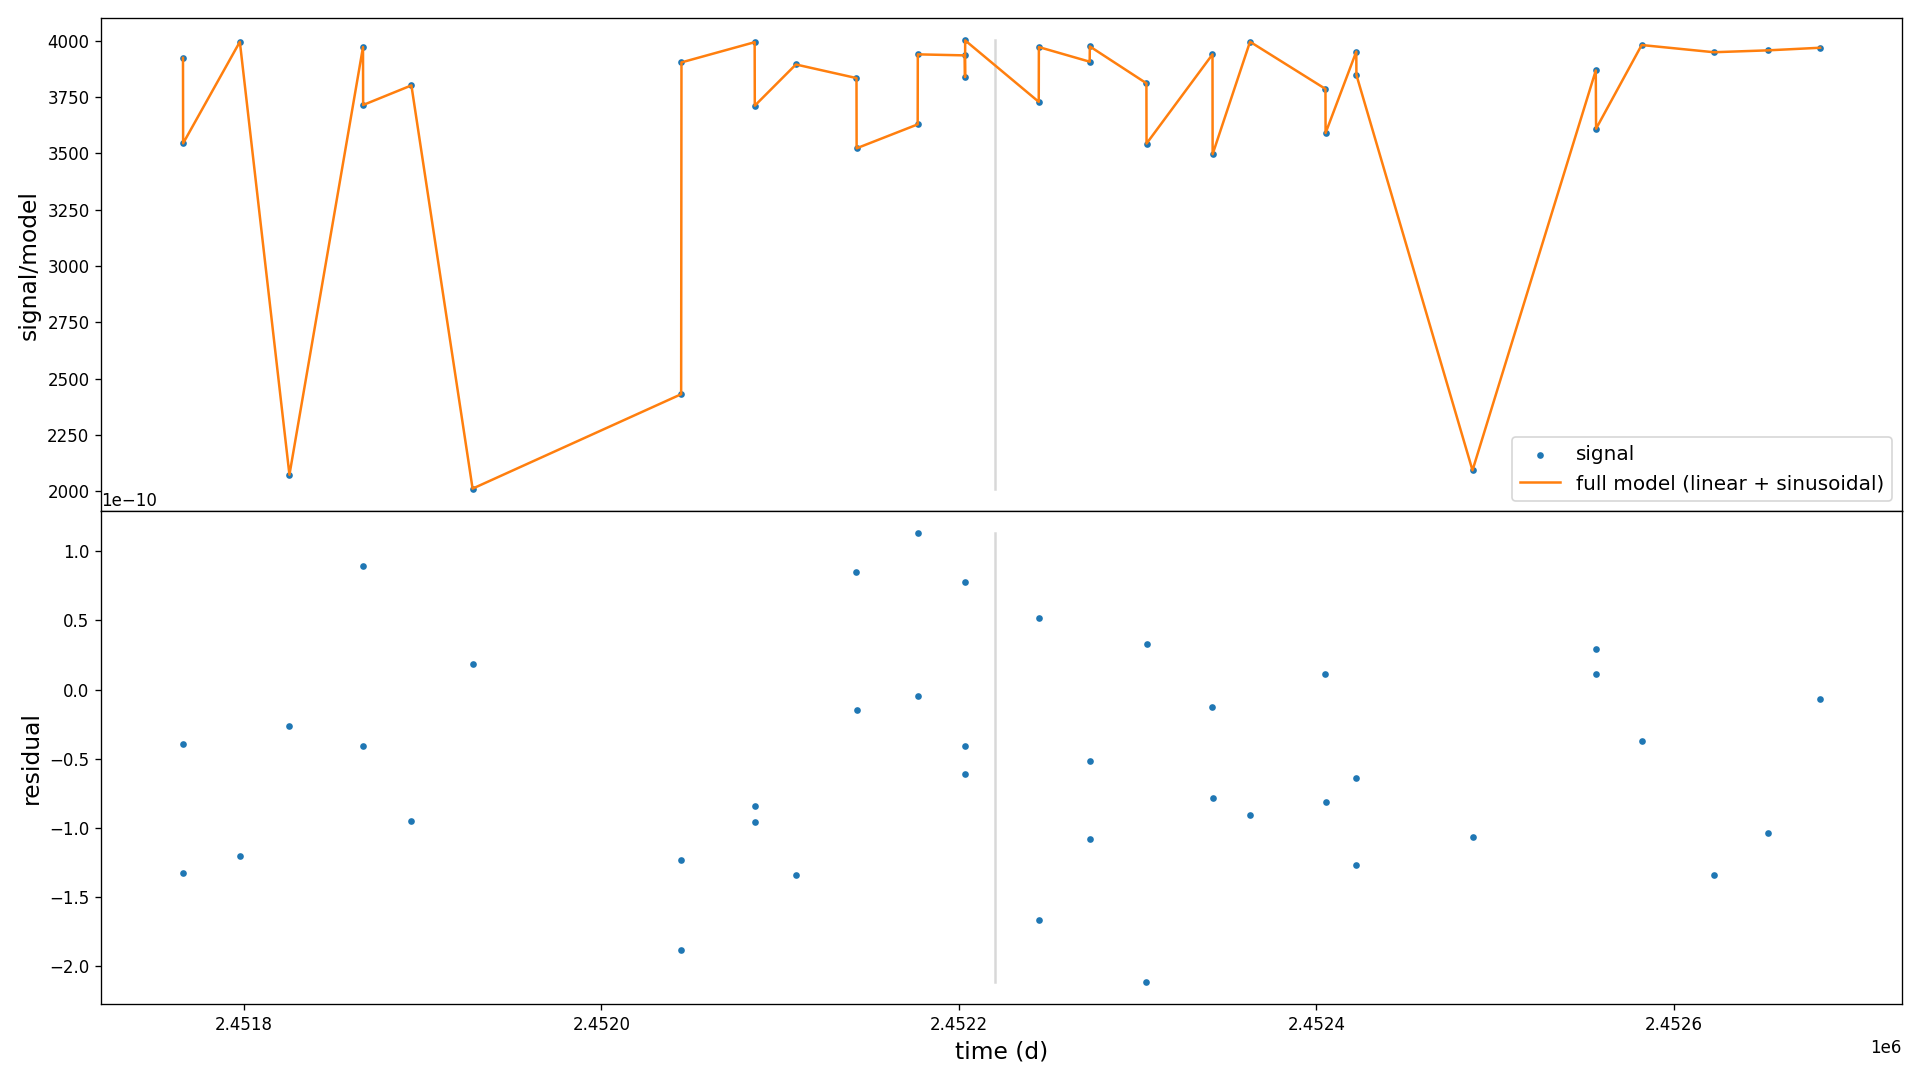 4000
3750
3500
3250
3000
2750
2500
2250
2000
signal/model
signal
full model (linear + sinusoidal)
1e−10
1.0
0.5
0.0
−0.5
−1.0
−1.5
−2.0
residual
2.4518 2.4520 2.4522 2.4524 2.4526
1e6
time (d)